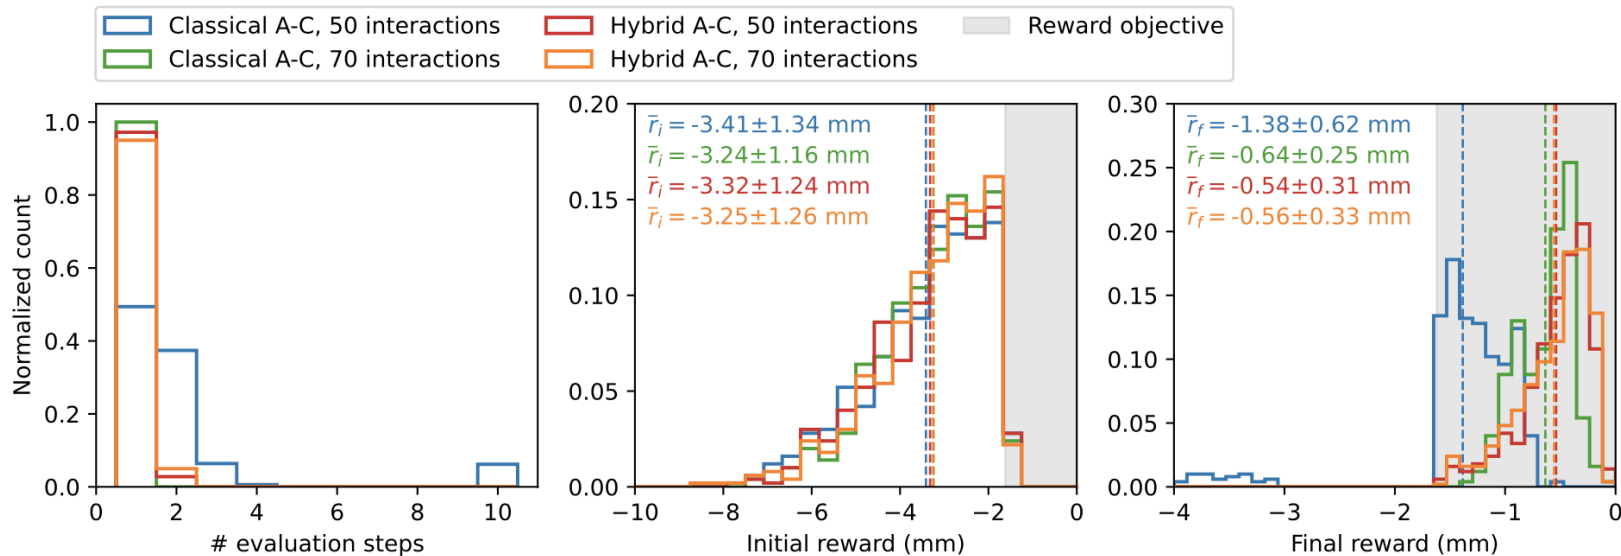 Classical A-C, 50 interactions
Classical A-C, 70 interactions
Hybrid A-C, 50 interactions
Hybrid A-C, 70 interactions
Reward objective
Normalized count
1.0
0.8
0.6
0.4
0.2
0.0
0 2 4 6 8 10
# evaluation steps
0.20
0.15
0.10
0.05
0.00
r̄ᵢ = -3.41±1.34 mm
r̄ᵢ = -3.24±1.16 mm
r̄ᵢ = -3.32±1.24 mm
r̄ᵢ = -3.25±1.26 mm
−10 −8 −6 −4 −2 0
Initial reward (mm)
0.30
0.25
0.20
0.15
0.10
0.05
0.00
r̄_f = -1.38±0.62 mm
r̄_f = -0.64±0.25 mm
r̄_f = -0.54±0.31 mm
r̄_f = -0.56±0.33 mm
−4 −3 −2 −1 0
Final reward (mm)